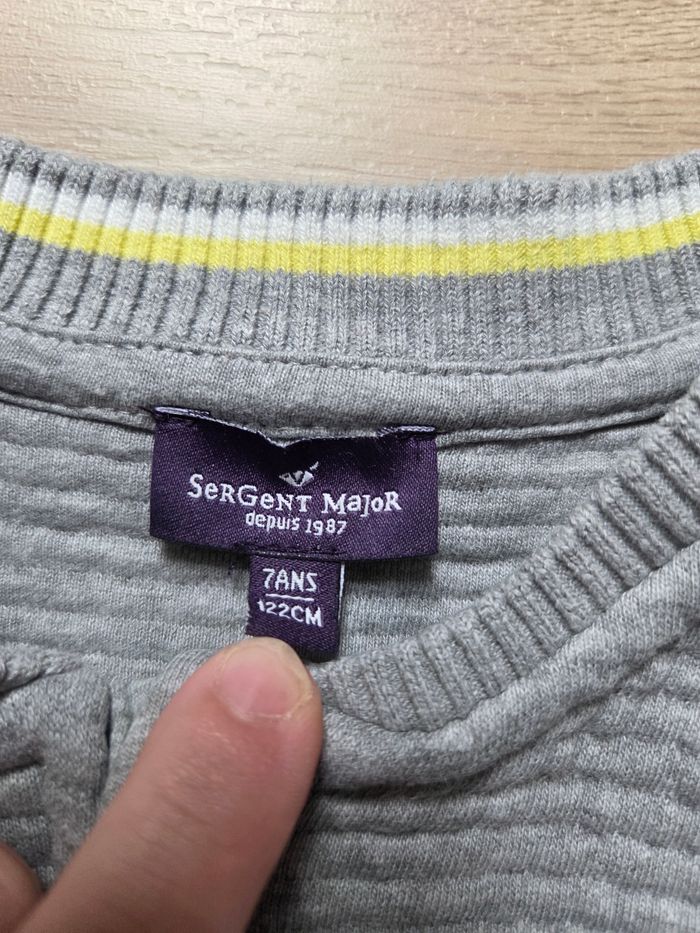 SeRGeNT MaJoR
depuis 1987
7ANS
122CM